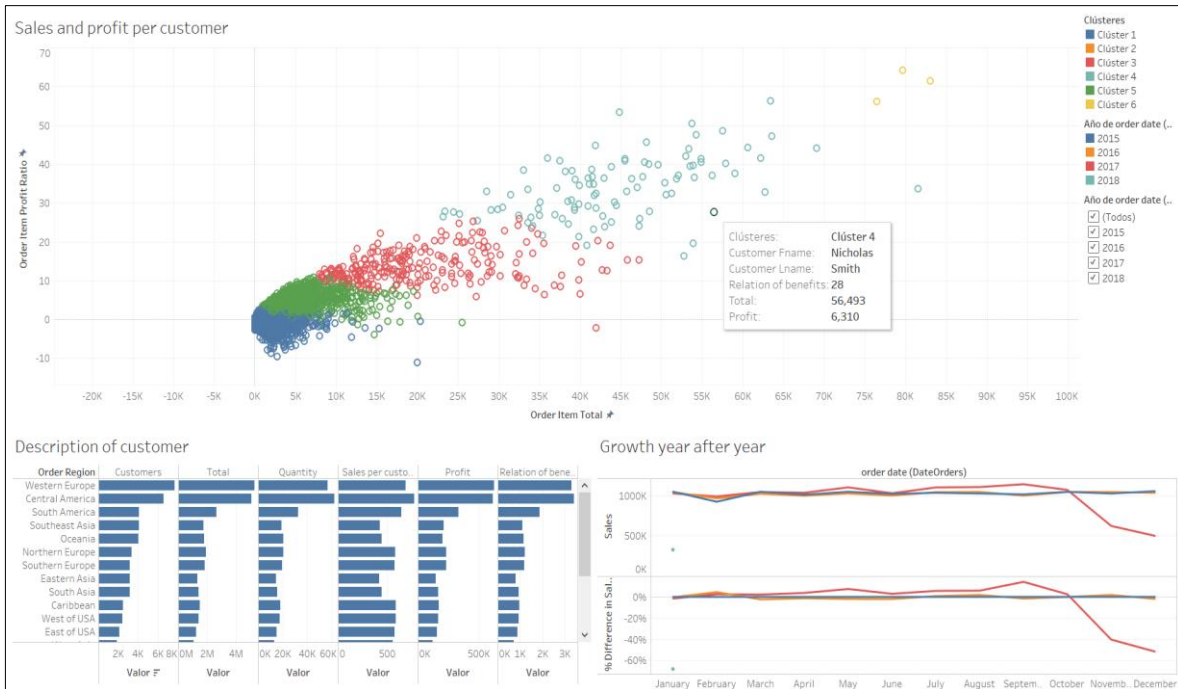 Sales and profit per customer
Clústeres
Clúster 1
Clúster 2
Clúster 3
Clúster 4
Clúster 5
Clúster 6
Año de order date (..
2015
2016
2017
2018
Año de order date (..
(Todos)
2015
2016
2017
2018
Order Item Profit Ratio
70
60
50
40
30
20
10
0
-10
-20K -15K -10K -5K 0K 5K 10K 15K 20K 25K 30K 35K 40K 45K 50K 55K 60K 65K 70K 75K 80K 85K 90K 95K 100K
Order Item Total
Clústeres: Clúster 4
Customer Fname: Nicholas
Customer Lname: Smith
Relation of benefits: 28
Total: 56,493
Profit: 6,310
Description of customer
Order Region Customers Total Quantity Sales per custo... Profit Relation of bene..
Western Europe
Central America
South America
Southeast Asia
Oceania
Northern Europe
Southern Europe
Eastern Asia
South Asia
Caribbean
West of USA
East of USA
2K 4K 6K 8K 0M 2M 4M 0K 20K 40K 60K 0 500 0K 500K 0K 1K 3K
Valor Valor Valor Valor Valor Valor
Growth year after year
order date (DateOrders)
Sales
1000K
500K
0K
% Difference in Sal..
0%
-20%
-40%
-60%
January February March April May June July August Septem.. October Novemb.. December